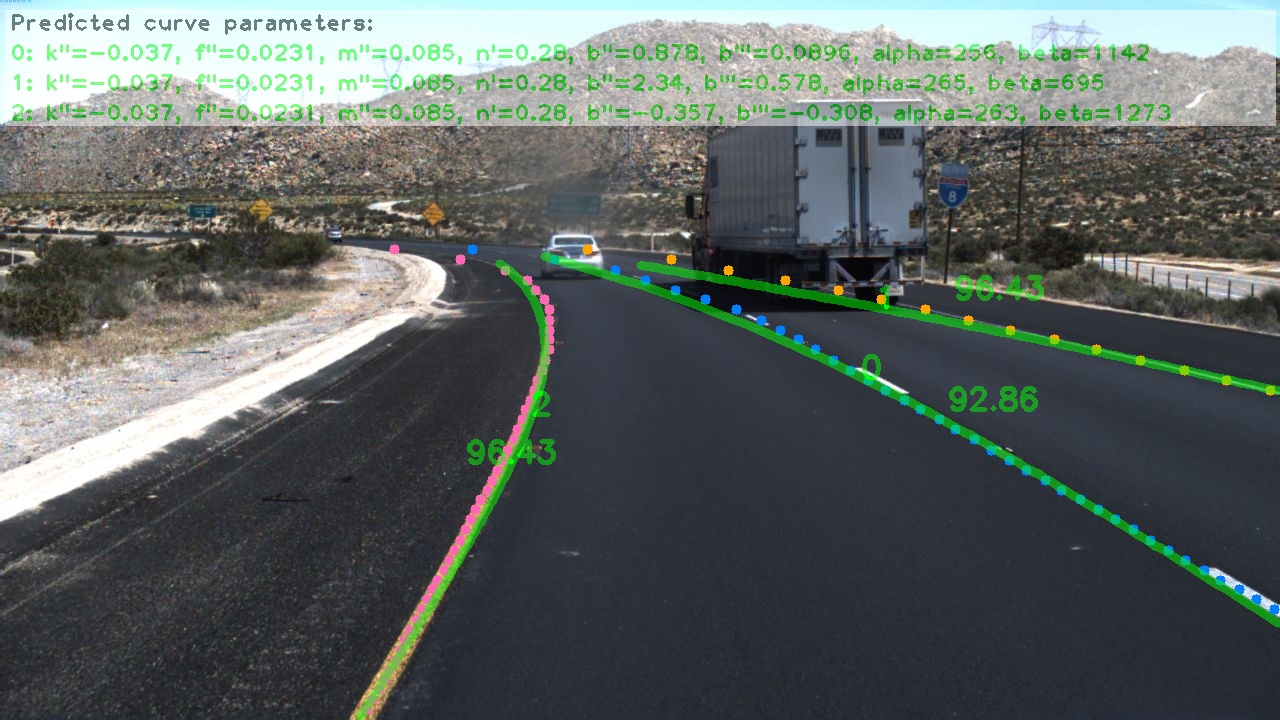 Predicted curve parameters:
0: k''=-0.037, f''=0.0231, m''=0.085, n'=0.28, b''=0.878, b'''=0.0896, alpha=256, beta=1142
1: k''=-0.037, f''=0.0231, m''=0.085, n'=0.28, b''=2.34, b'''=0.578, alpha=265, beta=695
2: k''=-0.037, f''=0.0231, m''=0.085, n'=0.28, b''=-0.357, b'''=-0.308, alpha=263, beta=1273
8
1
96.43
0
92.86
2
96.43